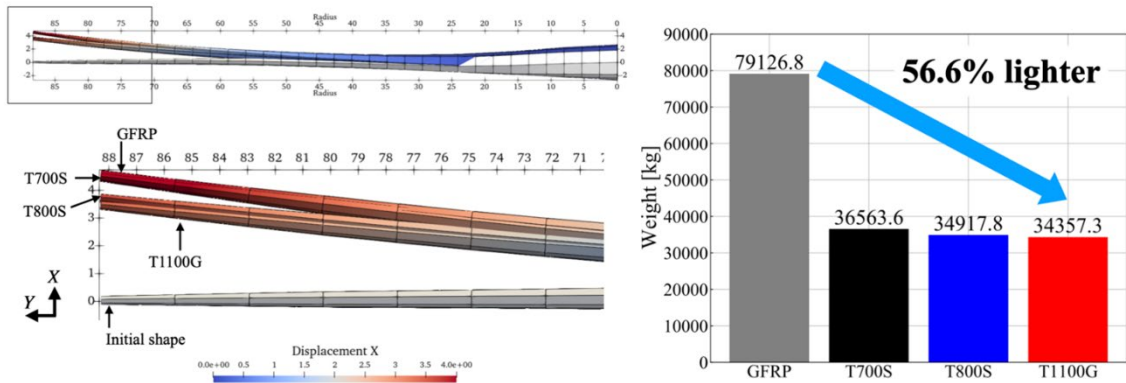 Radius
85 80 75 70 65 60 55 50 45 40 35 30 25 20 15 10 5 0
4
2
0
-2
4
2
0
-2
85 80 75 70 65 60 55 50 45 40 35 30 25 20 15 10 5 0
Radius
GFRP
88 87 86 85 84 83 82 81 80 79 78 77 76 75 74 73 72 71
T700S
4
T800S
3
T1100G
2
1
X
Y
0
Initial shape
Displacement X
0.0e+00 0.5 1 1.5 2 2.5 3 3.5 4.0e+00
90000
79126.8
56.6% lighter
80000
70000
60000
50000
Weight [kg]
40000
36563.6 34917.8 34357.3
30000
20000
10000
0
GFRP T700S T800S T1100G